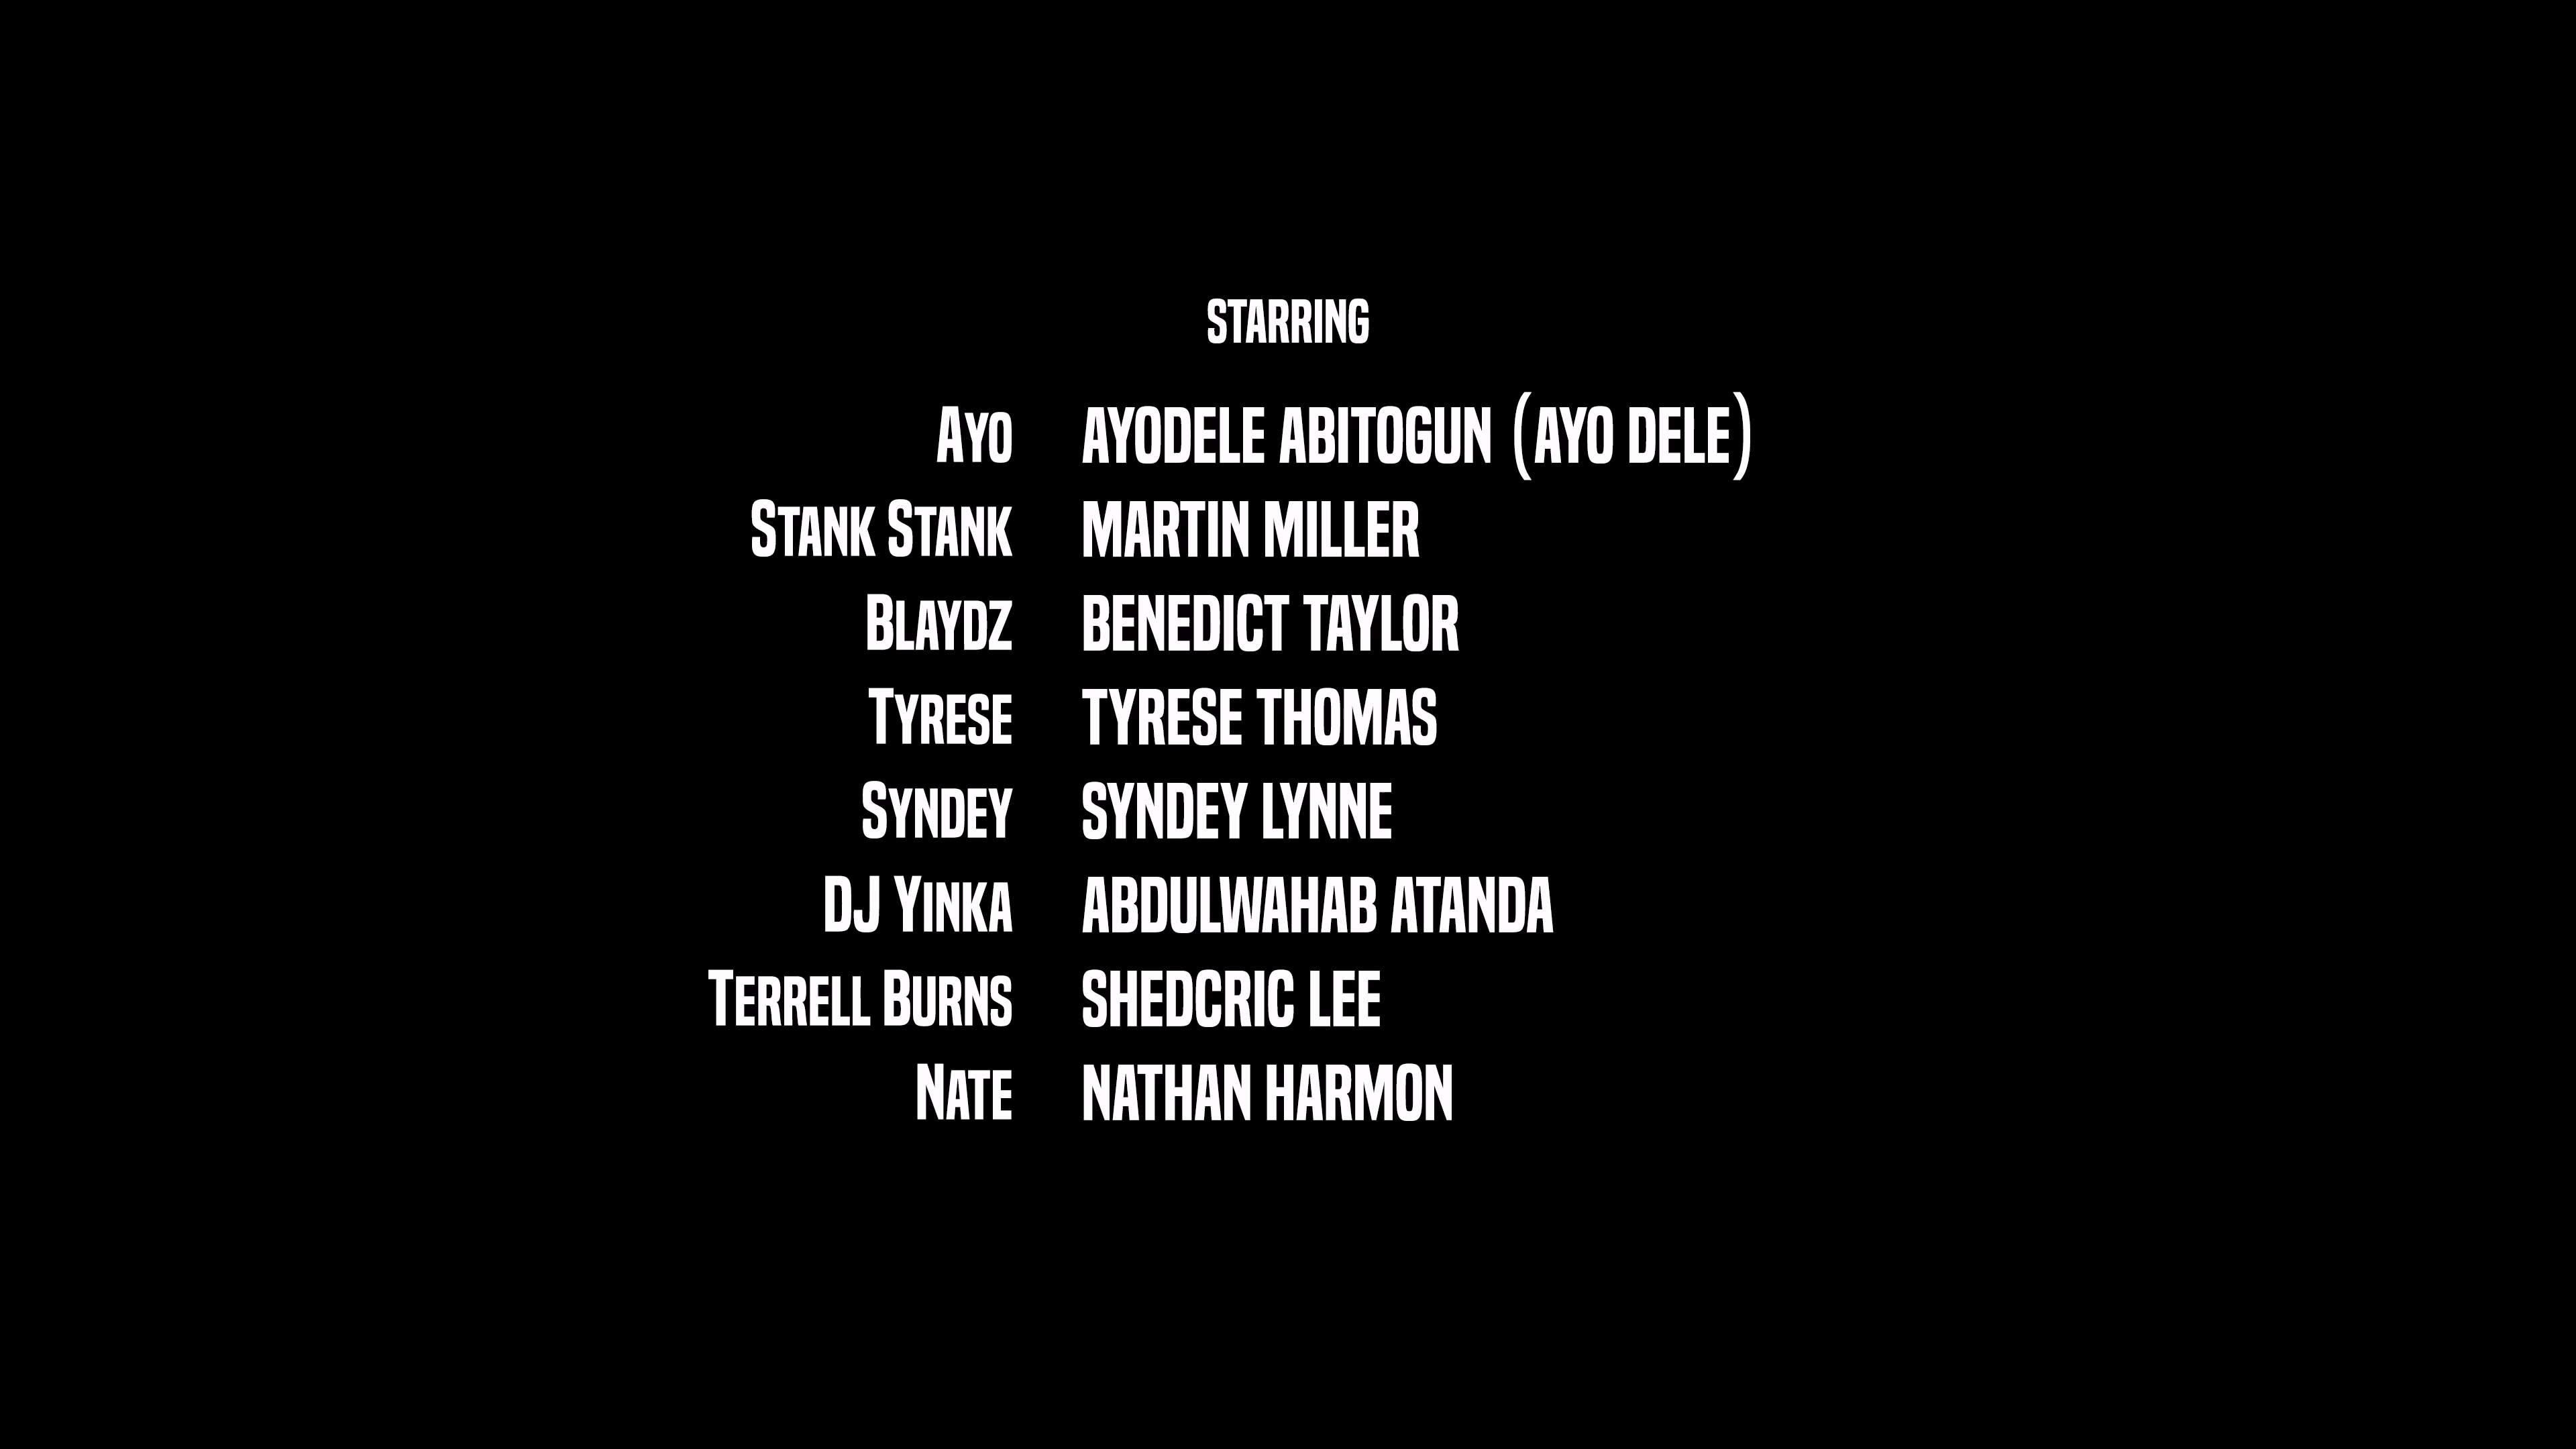 STARRING
Ayo AYODELE ABITOGUN (AYO DELE)
Stank Stank MARTIN MILLER
Blaydz BENEDICT TAYLOR
Tyrese TYRESE THOMAS
Syndey SYNDEY LYNNE
DJ Yinka ABDULWAHAB ATANDA
Terrell Burns SHEDCRIC LEE
Nate NATHAN HARMON